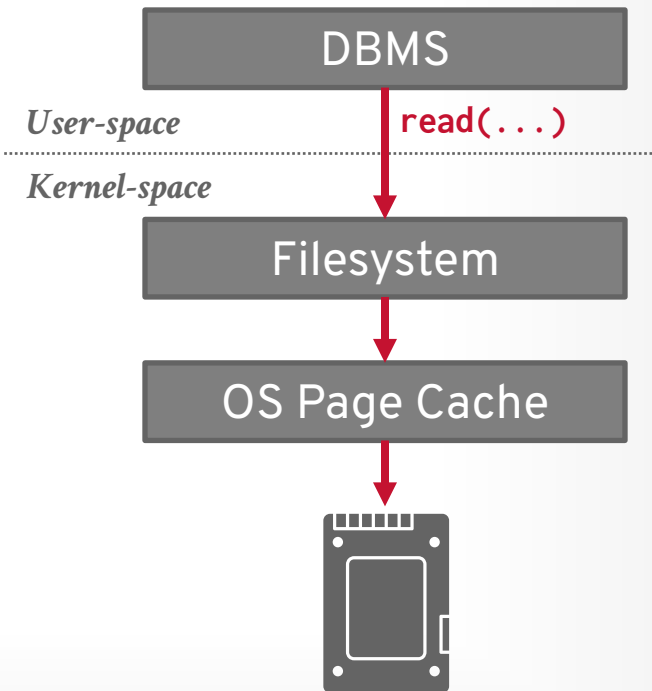 DBMS
User-space
read(...)
Kernel-space
Filesystem
OS Page Cache